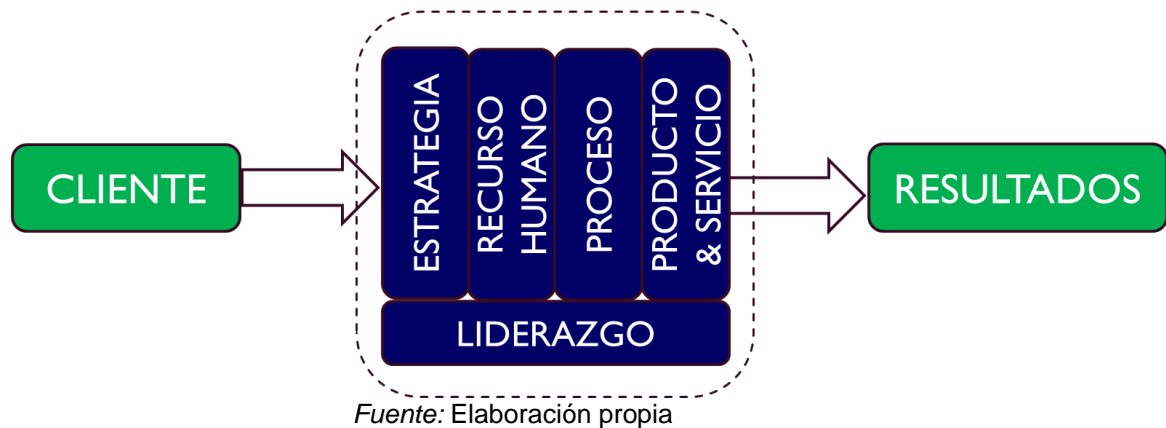 CLIENTE
ESTRATEGIA
RECURSO
HUMANO
PROCESO
PRODUCTO
& SERVICIO
LIDERAZGO
RESULTADOS
Fuente: Elaboración propia